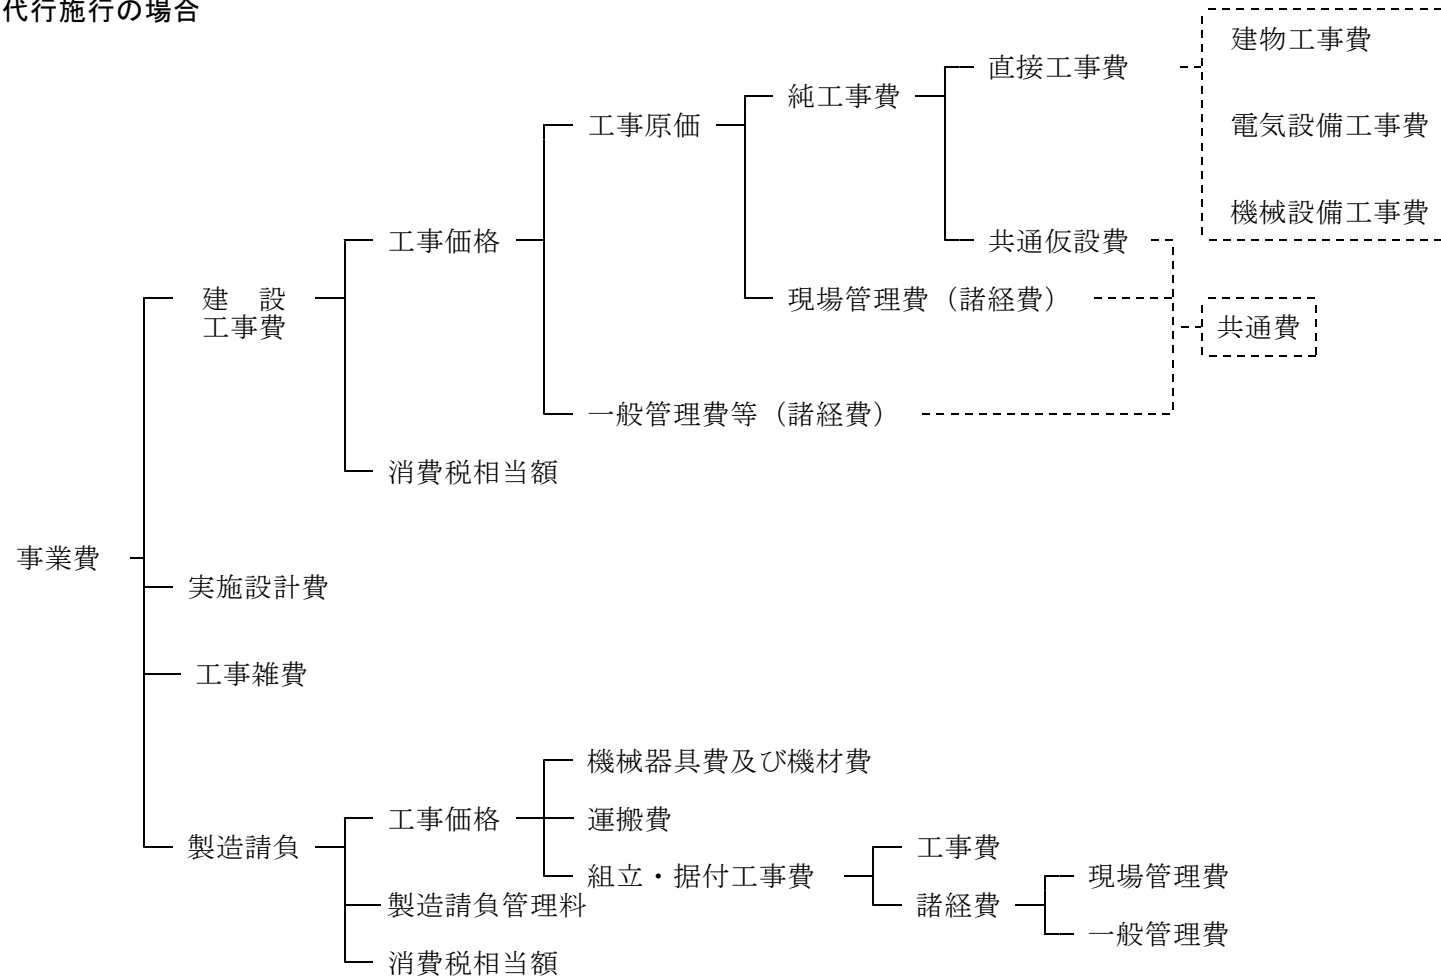 代行施行の場合
建物工事費
直接工事費
純工事費
工事原価
電気設備工事費
機械設備工事費
工事価格
共通仮設費
建　設
工事費
現場管理費（諸経費）
共通費
一般管理費等（諸経費）
消費税相当額
事業費
実施設計費
工事雑費
機械器具費及び機材費
工事価格
運搬費
製造請負
工事費
組立・据付工事費
現場管理費
製造請負管理料
諸経費
一般管理費
消費税相当額